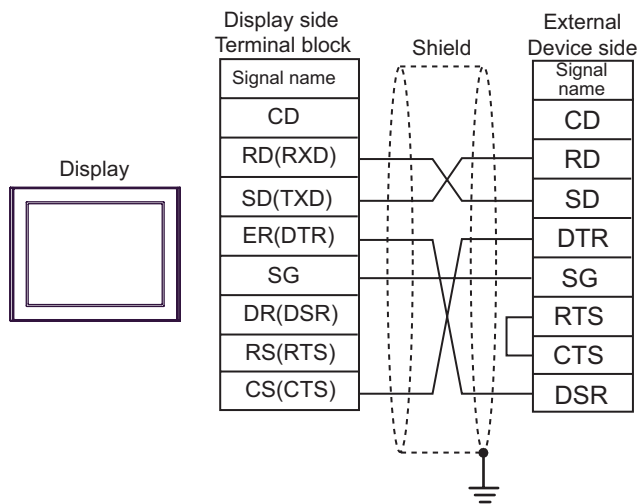 Display side
Terminal block
Signal name
CD
RD(RXD)
SD(TXD)
ER(DTR)
SG
DR(DSR)
RS(RTS)
CS(CTS)
Shield
External
Device side
Signal
name
CD
RD
SD
DTR
SG
RTS
CTS
DSR
Display